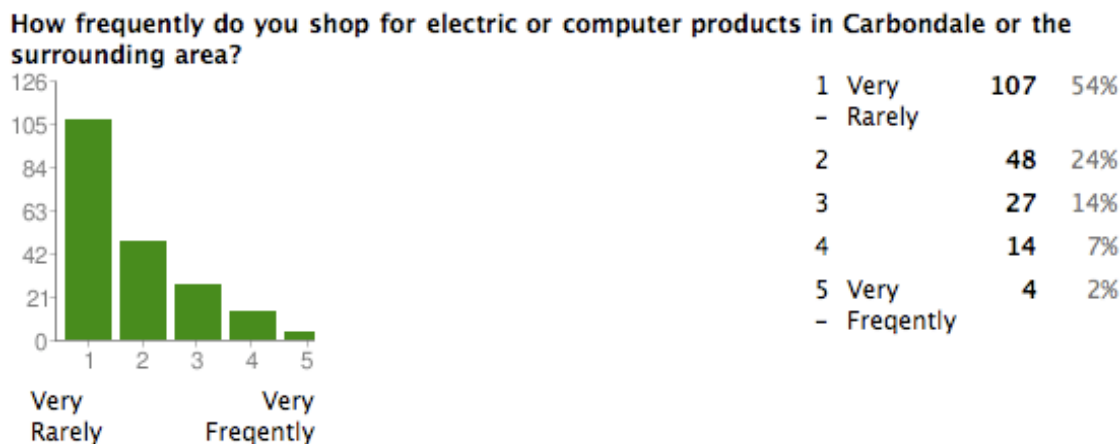 How frequently do you shop for electric or computer products in Carbondale or the
surrounding area?
126
105
84
63
42
21
0
1 2 3 4 5
Very Very
Rarely Freqently
1 Very 107 54%
- Rarely
2 48 24%
3 27 14%
4 14 7%
5 Very 4 2%
- Freqently